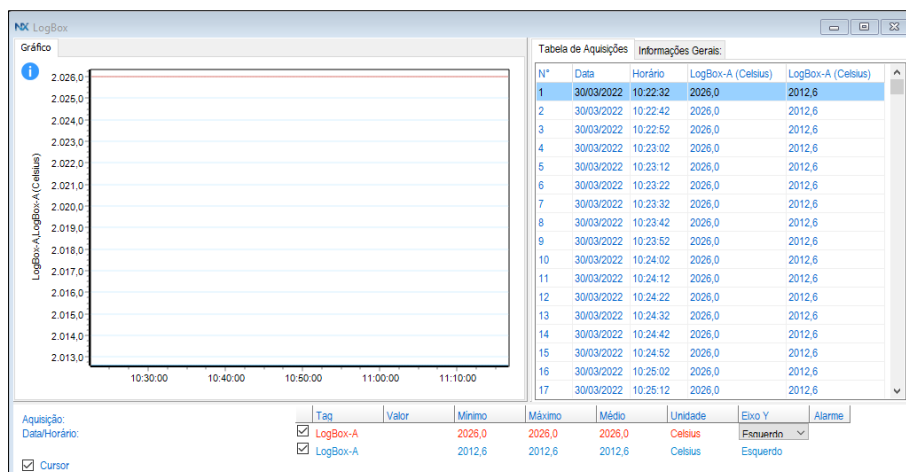 NX LogBox
Gráfico
Tabela de Aquisições Informações Gerais:
i
2.026,0
2.025,0
2.024,0
2.023,0
2.022,0
2.021,0
2.020,0
2.019,0
2.018,0
2.017,0
2.016,0
2.015,0
2.014,0
2.013,0
LogBox-A,LogBox-A (Celsius)
10:30:00 10:40:00 10:50:00 11:00:00 11:10:00
N° Data Horário LogBox-A (Celsius) LogBox-A (Celsius)
1 30/03/2022 10:22:32 2026,0 2012,6
2 30/03/2022 10:22:42 2026,0 2012,6
3 30/03/2022 10:22:52 2026,0 2012,6
4 30/03/2022 10:23:02 2026,0 2012,6
5 30/03/2022 10:23:12 2026,0 2012,6
6 30/03/2022 10:23:22 2026,0 2012,6
7 30/03/2022 10:23:32 2026,0 2012,6
8 30/03/2022 10:23:42 2026,0 2012,6
9 30/03/2022 10:23:52 2026,0 2012,6
10 30/03/2022 10:24:02 2026,0 2012,6
11 30/03/2022 10:24:12 2026,0 2012,6
12 30/03/2022 10:24:22 2026,0 2012,6
13 30/03/2022 10:24:32 2026,0 2012,6
14 30/03/2022 10:24:42 2026,0 2012,6
15 30/03/2022 10:24:52 2026,0 2012,6
16 30/03/2022 10:25:02 2026,0 2012,6
17 30/03/2022 10:25:12 2026,0 2012,6
Aquisição:
Data/Horário:
Cursor
Tag Valor Mínimo Máximo Médio Unidade Eixo Y Alarme
LogBox-A 2026,0 2026,0 2026,0 Celsius Esquerdo
LogBox-A 2012,6 2012,6 2012,6 Celsius Esquerdo